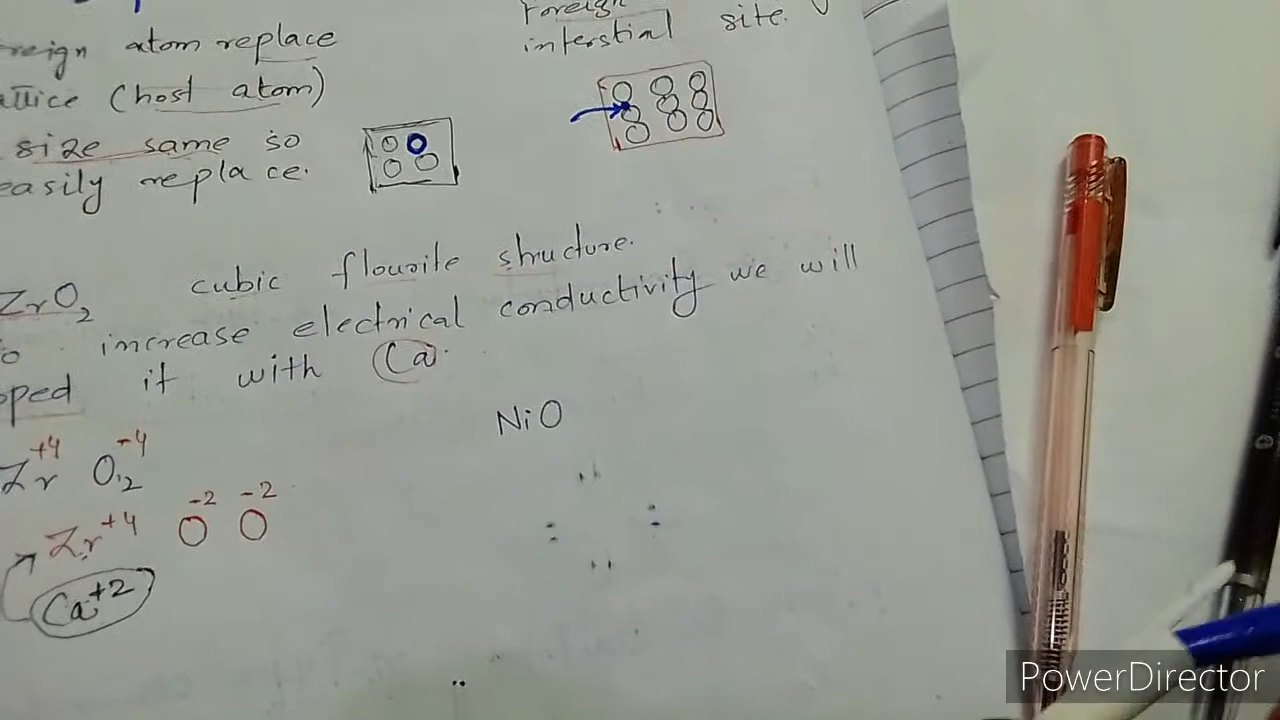 reign atom replace
attice (host atom)
size same so
easily replace.
Foreign
interstial site.
ZrO2 cubic flourite structure.
o increase electrical conductivity we will
oped it with Ca.
Zr+4 O2-4
Zr+4 O-2 O-2
Ca+2
NiO
PowerDirector